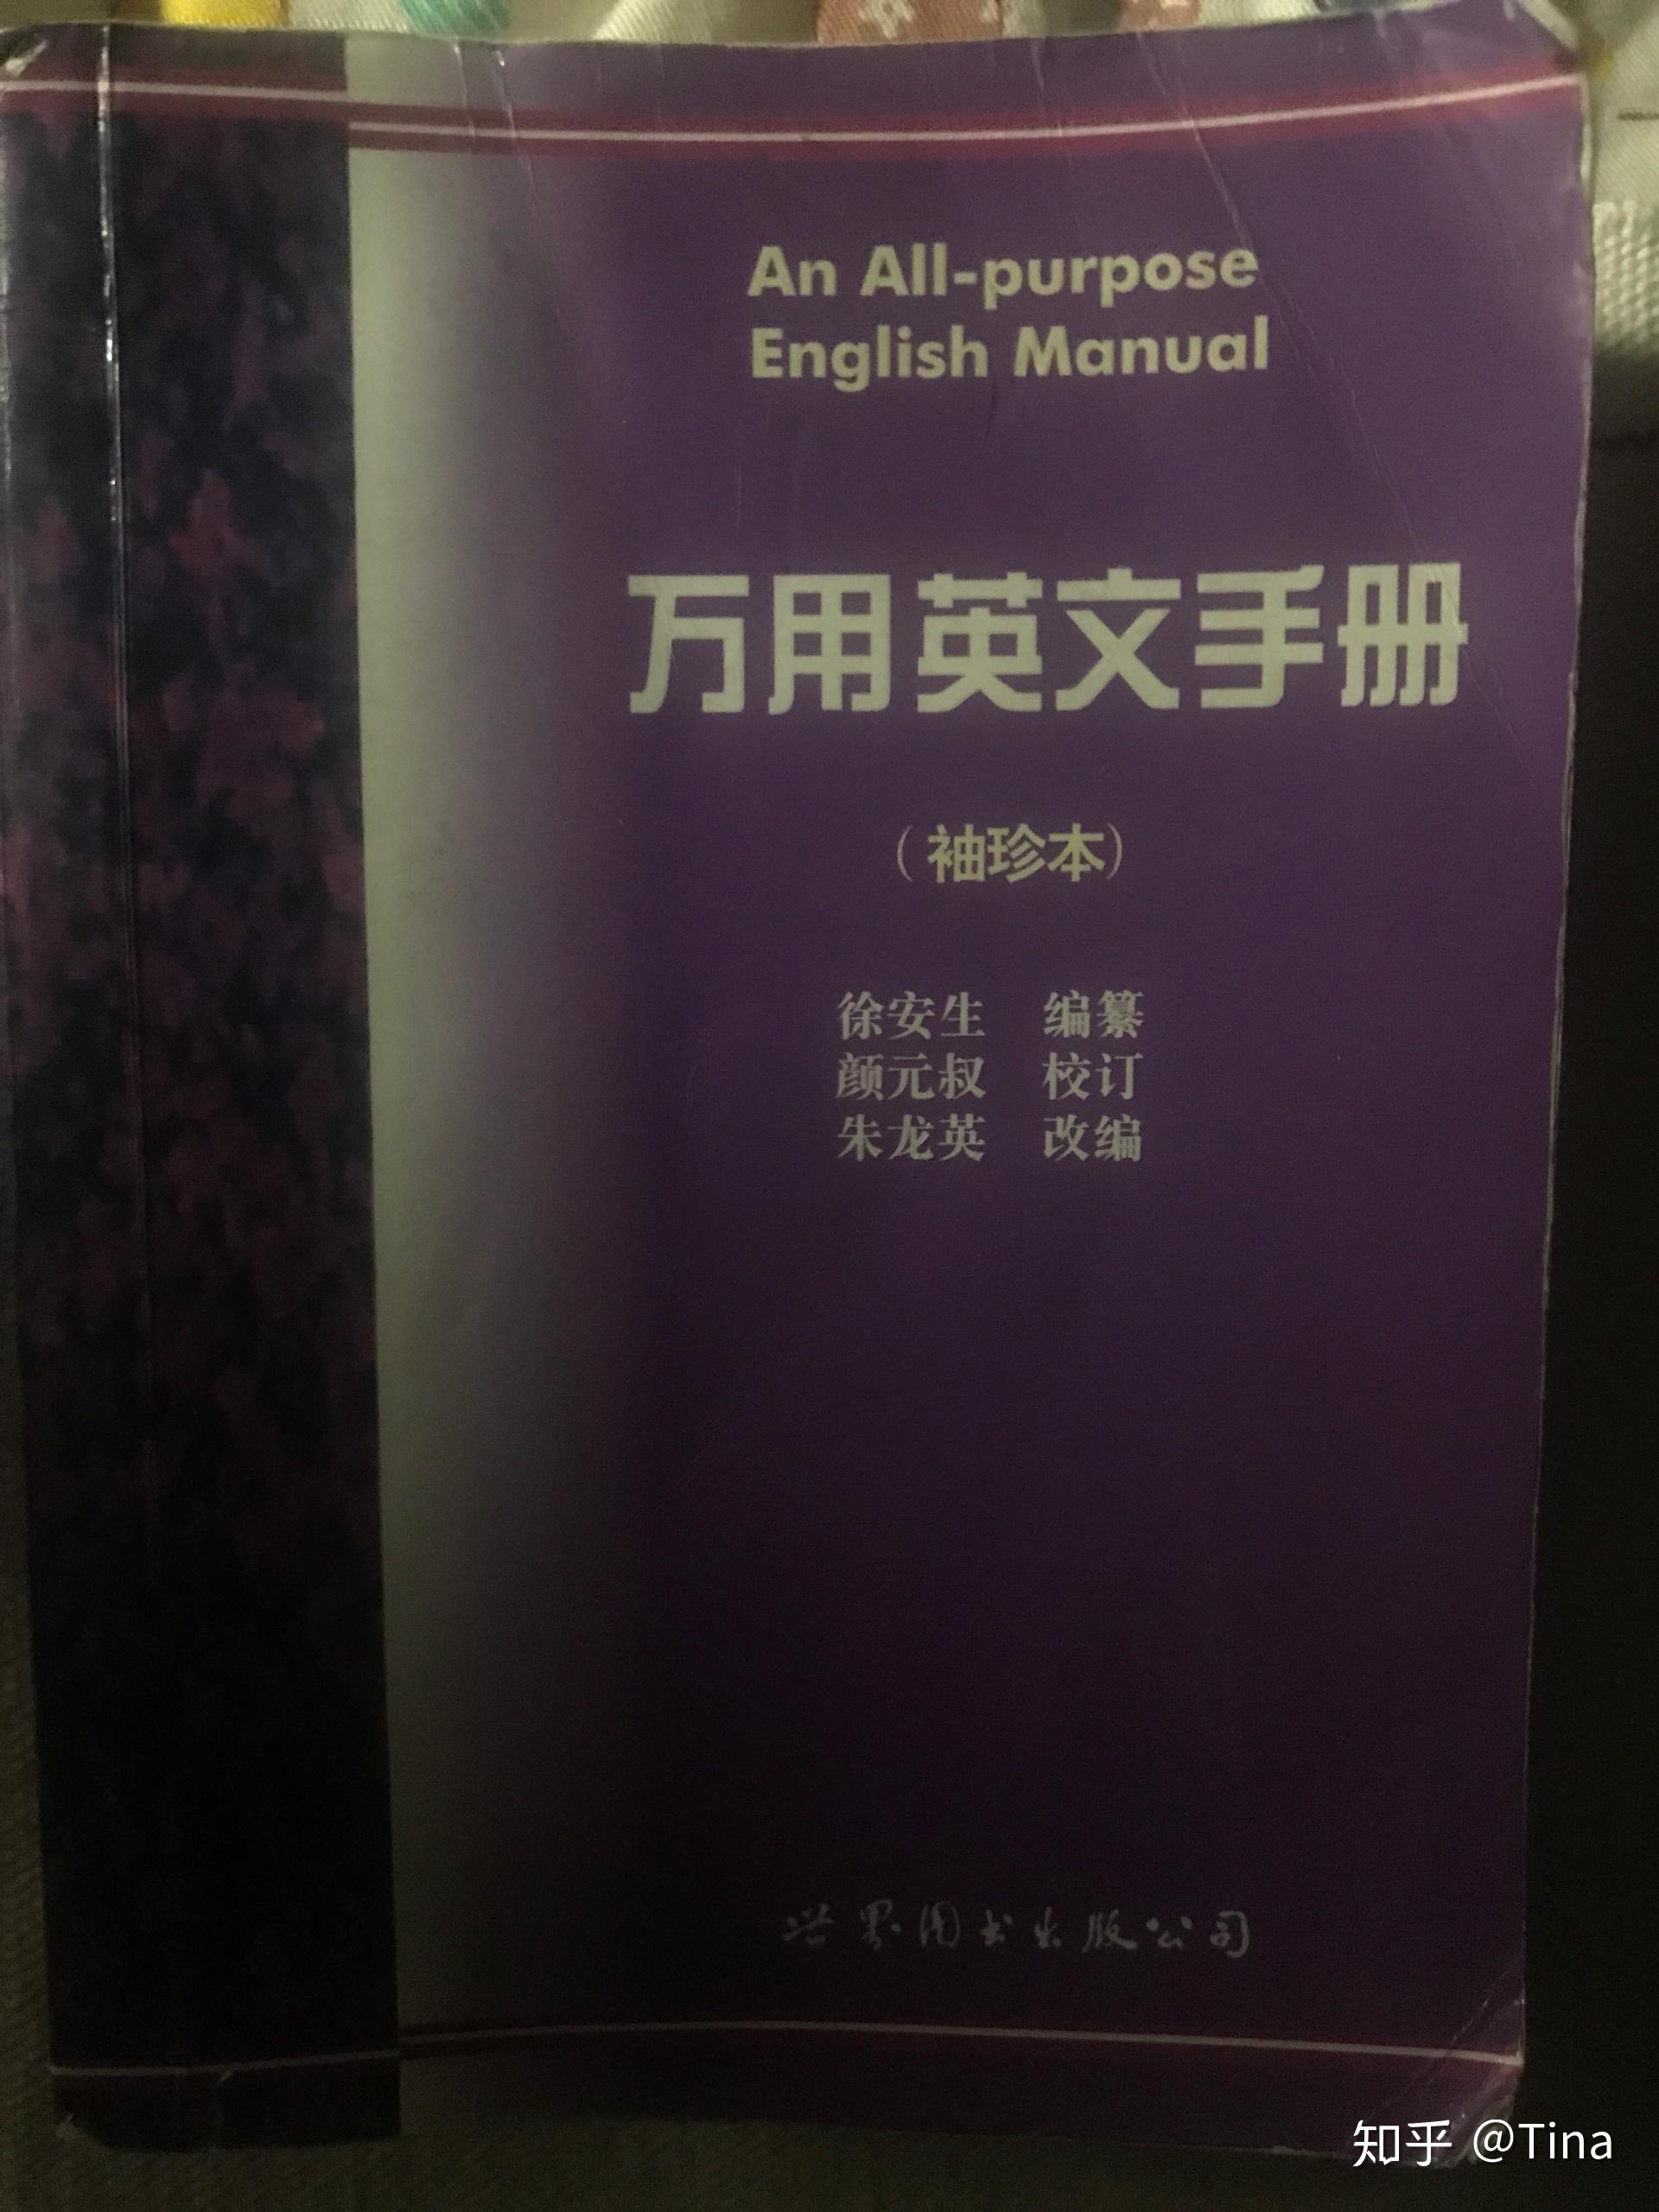 An All-purpose
English Manual
万用英文手册
（袖珍本）
徐安生 编纂
颜元叔 校订
朱龙英 改编
世界图书出版公司
知乎 @Tina